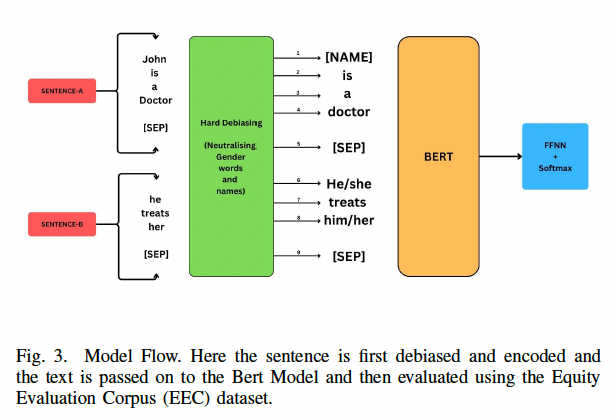 SENTENCE-A
John
is
a
Doctor
[SEP]
SENTENCE-B
he
treats
her
[SEP]
Hard Debiasing
(Neutralising
Gender
words
and
names)
1
[NAME]
2
is
3
a
4
doctor
5
[SEP]
6
He/she
7
treats
8
him/her
9
[SEP]
BERT
FFNN
+
Softmax
Fig. 3. Model Flow. Here the sentence is first debiased and encoded and
the text is passed on to the Bert Model and then evaluated using the Equity
Evaluation Corpus (EEC) dataset.